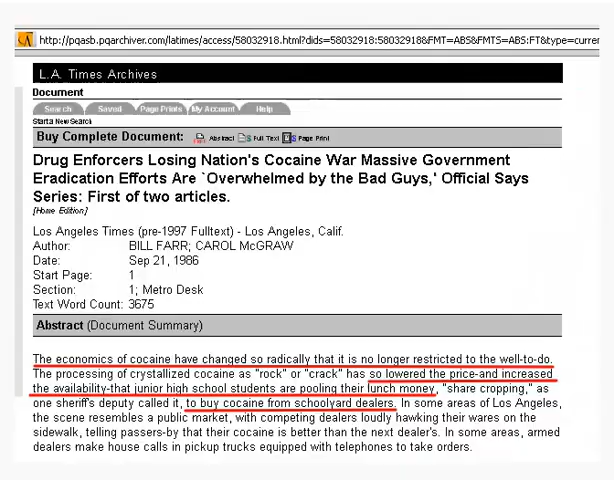 http://pqasb.pqarchiver.com/latimes/access/58032918.html?dids=58032918:58032918&FMT=ABS&FMTS=ABS:FT&type=curren
L.A. Times Archives
Document
Search Saved Page Prints My Account Help
Start a New Search
Buy Complete Document: Abstract Full Text Page Print
Drug Enforcers Losing Nation's Cocaine War Massive Government
Eradication Efforts Are `Overwhelmed by the Bad Guys,' Official Says
Series: First of two articles.
[Home Edition]
Los Angeles Times (pre-1997 Fulltext) - Los Angeles, Calif.
Author: BILL FARR; CAROL McGRAW
Date: Sep 21, 1986
Start Page: 1
Section: 1; Metro Desk
Text Word Count: 3675
Abstract (Document Summary)
The economics of cocaine have changed so radically that it is no longer restricted to the well-to-do.
The processing of crystallized cocaine as "rock" or "crack" has so lowered the price-and increased
the availability-that junior high school students are pooling their lunch money, "share cropping," as
one sheriff's deputy called it, to buy cocaine from schoolyard dealers. In some areas of Los Angeles,
the scene resembles a public market, with competing dealers loudly hawking their wares on the
sidewalk, telling passers-by that their cocaine is better than the next dealer's. In some areas, armed
dealers make house calls in pickup trucks equipped with telephones to take orders.